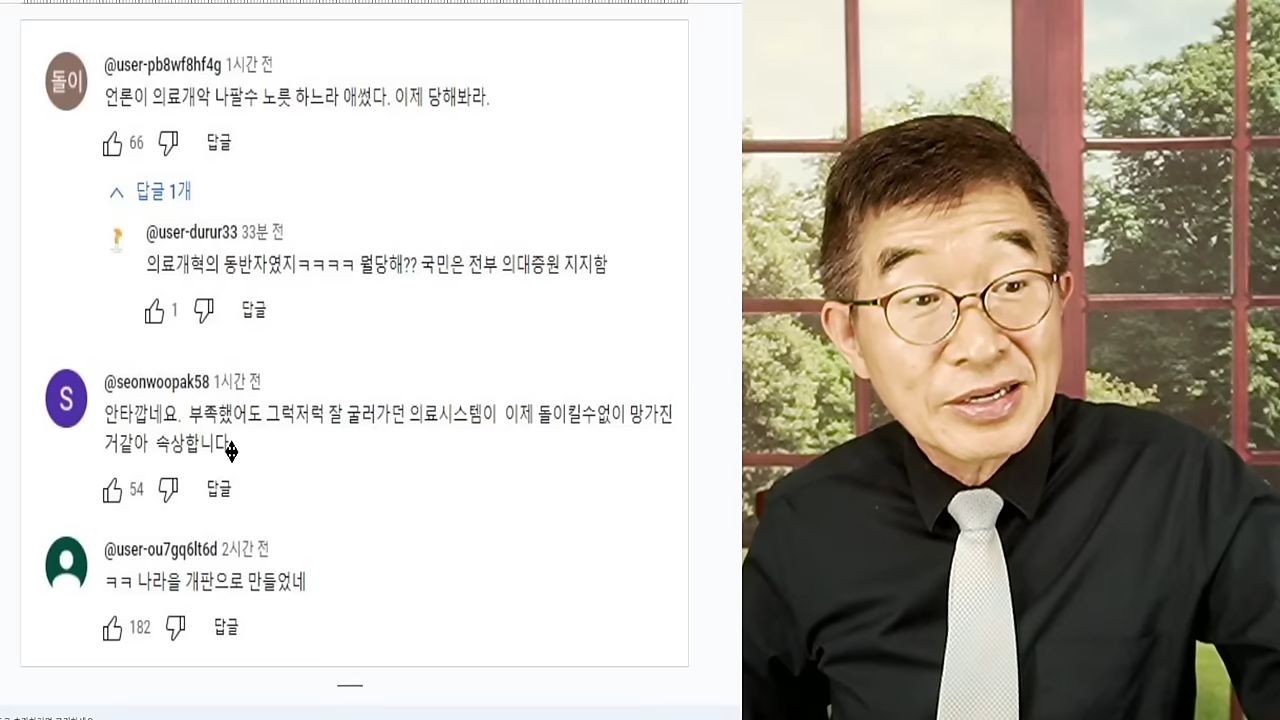 돌이
@user-pb8wf8hf4g 1시간 전
언론이 의료개악 나팔수 노릇 하느라 애썼다. 이제 당해봐라.
66 답글
답글 1개
@user-durur33 33분 전
의료개혁의 동반자였지ㅋㅋㅋㅋ 뭘당해?? 국민은 전부 의대증원 지지함
1 답글
S
@seonwoopak58 1시간 전
안타깝네요. 부족했어도 그럭저럭 잘 굴러가던 의료시스템이 이제 돌이킬수없이 망가진
거같아 속상합니다.
54 답글
@user-ou7gq6lt6d 2시간 전
ㅋㅋ 나라을 개판으로 만들었네
182 답글